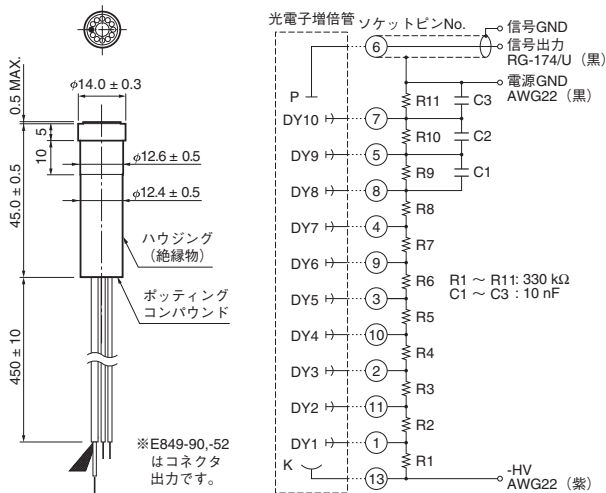 0.5 MAX.
φ14.0 ± 0.3
5
10
φ12.6 ± 0.5
45.0 ± 0.5
φ12.4 ± 0.5
ハウジング
（絶縁物）
ポッティング
コンパウンド
450 ± 10
※E849-90,-52
はコネクタ
出力です。
光電子増倍管
ソケットピンNo.
信号GND
6
信号出力
RG-174/U（黒）
電源GND
AWG22（黒）
P
R11
C3
DY10
7
R10
C2
DY9
5
R9
C1
DY8
8
R8
DY7
4
R7
DY6
9
R6
R1 ～ R11: 330 kΩ
C1 ～ C3 : 10 nF
DY5
3
R5
DY4
10
R4
DY3
2
R3
DY2
11
R2
DY1
1
R1
K
13
-HV
AWG22（紫）